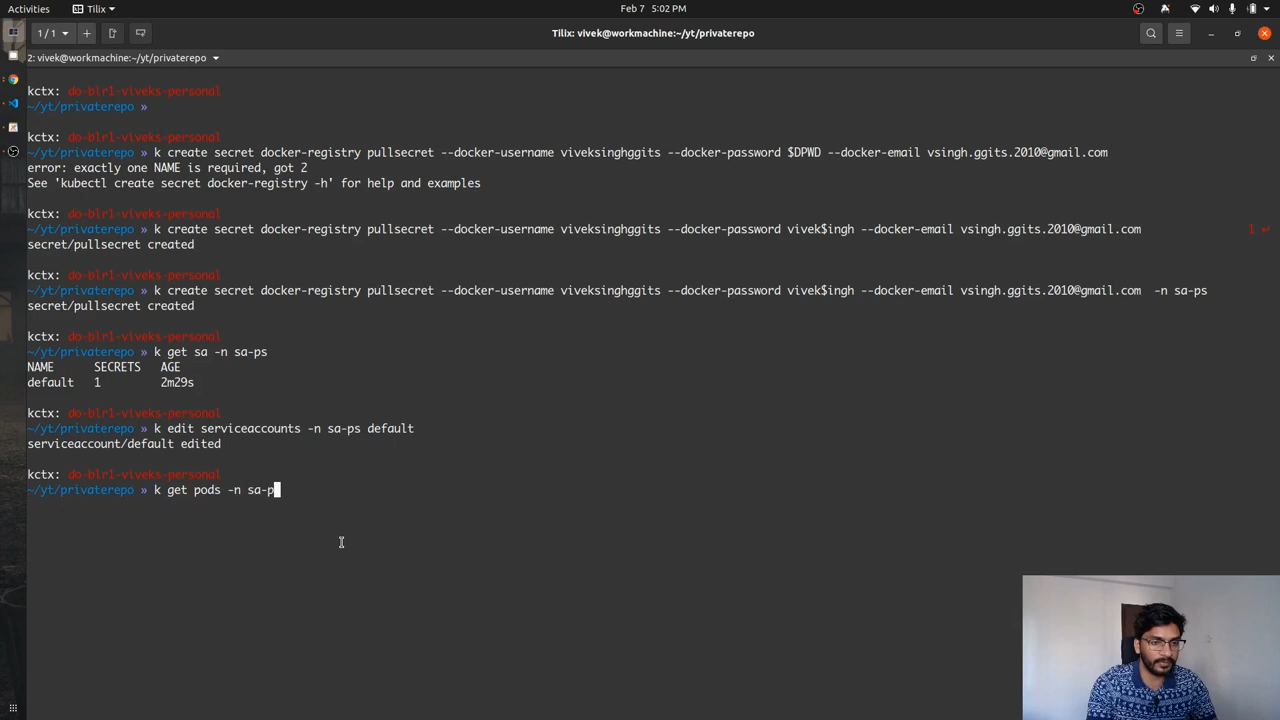 Activities Tilix Feb 7 5:02 PM
1 / 1 Tilix: vivek@workmachine:~/yt/privaterepo
2: vivek@workmachine:~/yt/privaterepo
kctx: do-blr1-viveks-personal
~/yt/privaterepo »
kctx: do-blr1-viveks-personal
~/yt/privaterepo » k create secret docker-registry pullsecret --docker-username viveksinghggits --docker-password $DPWD --docker-email vsingh.ggits.2010@gmail.com
error: exactly one NAME is required, got 2
See 'kubectl create secret docker-registry -h' for help and examples
kctx: do-blr1-viveks-personal
~/yt/privaterepo » k create secret docker-registry pullsecret --docker-username viveksinghggits --docker-password vivek$ingh --docker-email vsingh.ggits.2010@gmail.com 1 ↵
secret/pullsecret created
kctx: do-blr1-viveks-personal
~/yt/privaterepo » k create secret docker-registry pullsecret --docker-username viveksinghggits --docker-password vivek$ingh --docker-email vsingh.ggits.2010@gmail.com -n sa-ps
secret/pullsecret created
kctx: do-blr1-viveks-personal
~/yt/privaterepo » k get sa -n sa-ps
NAME SECRETS AGE
default 1 2m29s
kctx: do-blr1-viveks-personal
~/yt/privaterepo » k edit serviceaccounts -n sa-ps default
serviceaccount/default edited
kctx: do-blr1-viveks-personal
~/yt/privaterepo » k get pods -n sa-p